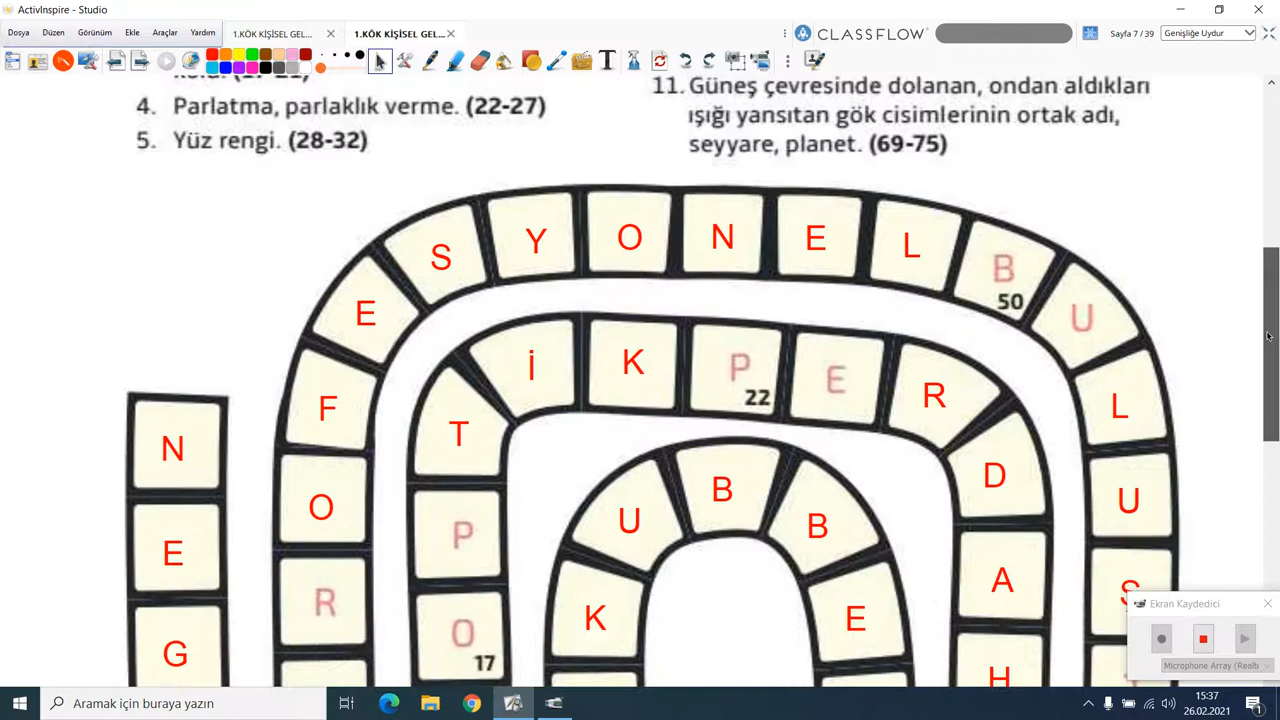 ActivInspire - Studio
Dosya Düzen Görünüm Ekle Araçlar Yardım
1.KÖK KİŞİSEL GEL...
1.KÖK KİŞİSEL GEL...
CLASSFLOW
Sayfa 7 / 39
Genişliğe Uydur
4. Parlatma, parlaklık verme. (22-27)
5. Yüz rengi. (28-32)
11. Güneş çevresinde dolanan, ondan aldıkları
ışığı yansıtan gök cisimlerinin ortak adı,
seyyare, planet. (69-75)
S Y O N E L B 50 U
E
F
O
R
L
U
S
T İ K P 22 E R
D
A
H
P
O 17
U B B
K E
N
E
G
Ekran Kaydedici
Microphone Array (Realt
Aramak için buraya yazın
15:37
26.02.2021
1